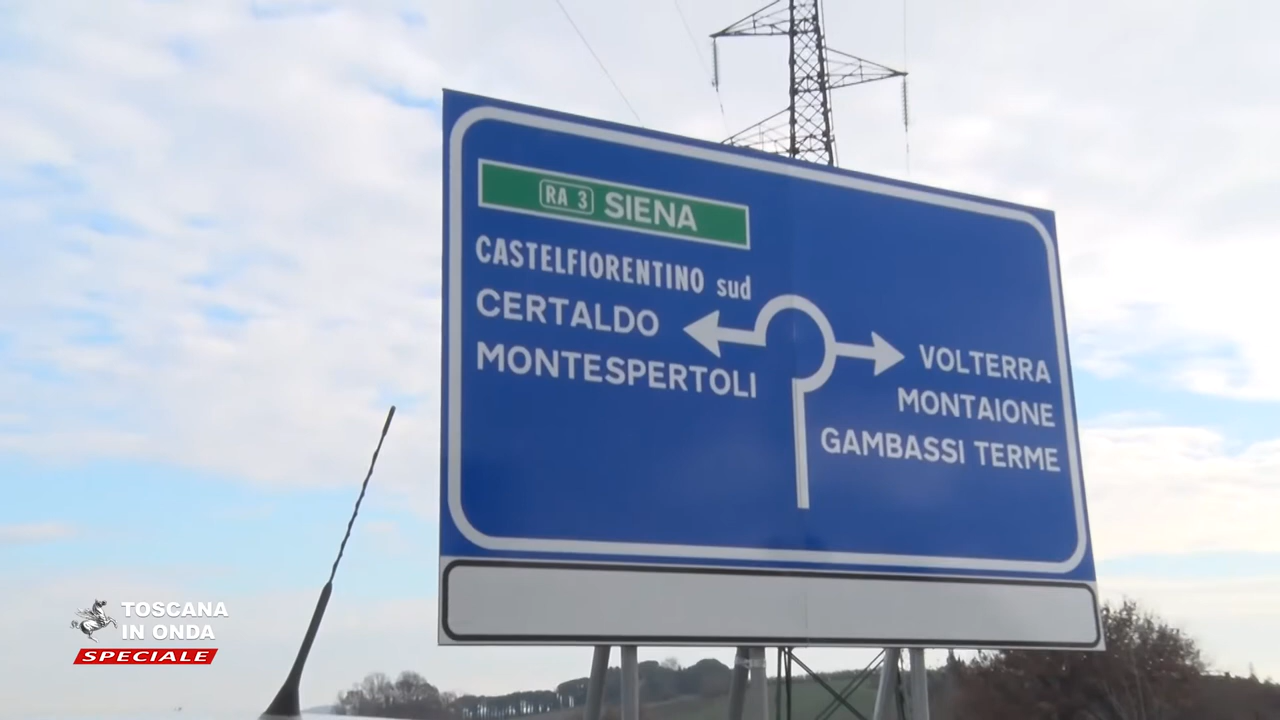 RA 3 SIENA
CASTELFIORENTINO sud
CERTALDO
MONTESPERTOLI
VOLTERRA
MONTAIONE
GAMBASSI TERME
TOSCANA
IN ONDA
SPECIALE